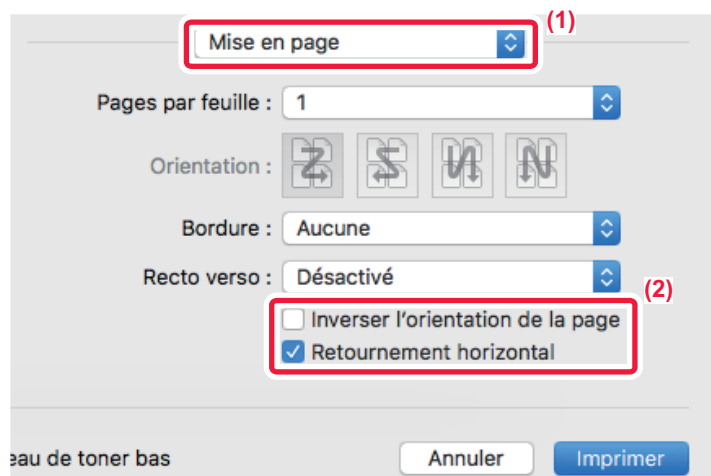 (1)
Mise en page
Pages par feuille : 1
Orientation :
Bordure : Aucune
Recto verso : Désactivé
(2)
Inverser l'orientation de la page
Retournement horizontal
eau de toner bas Annuler Imprimer